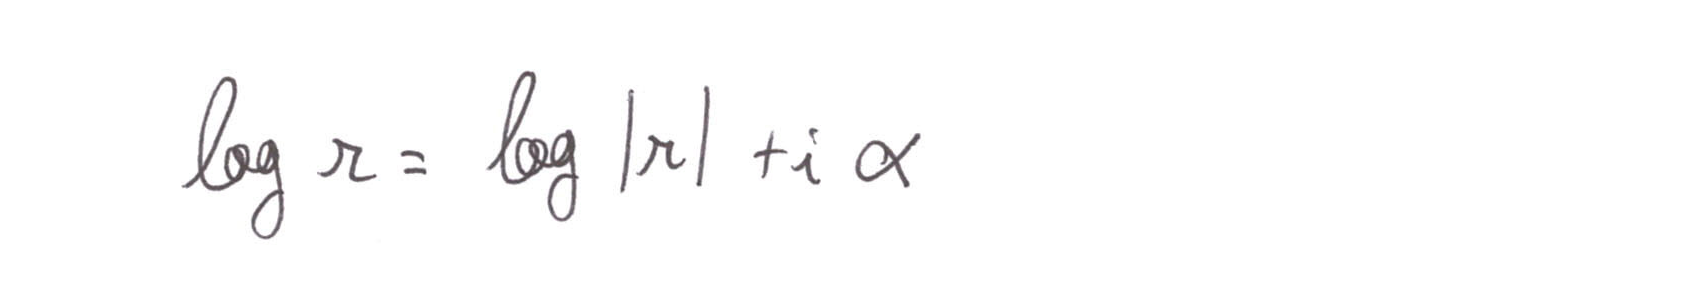 log r = log |r| + i α